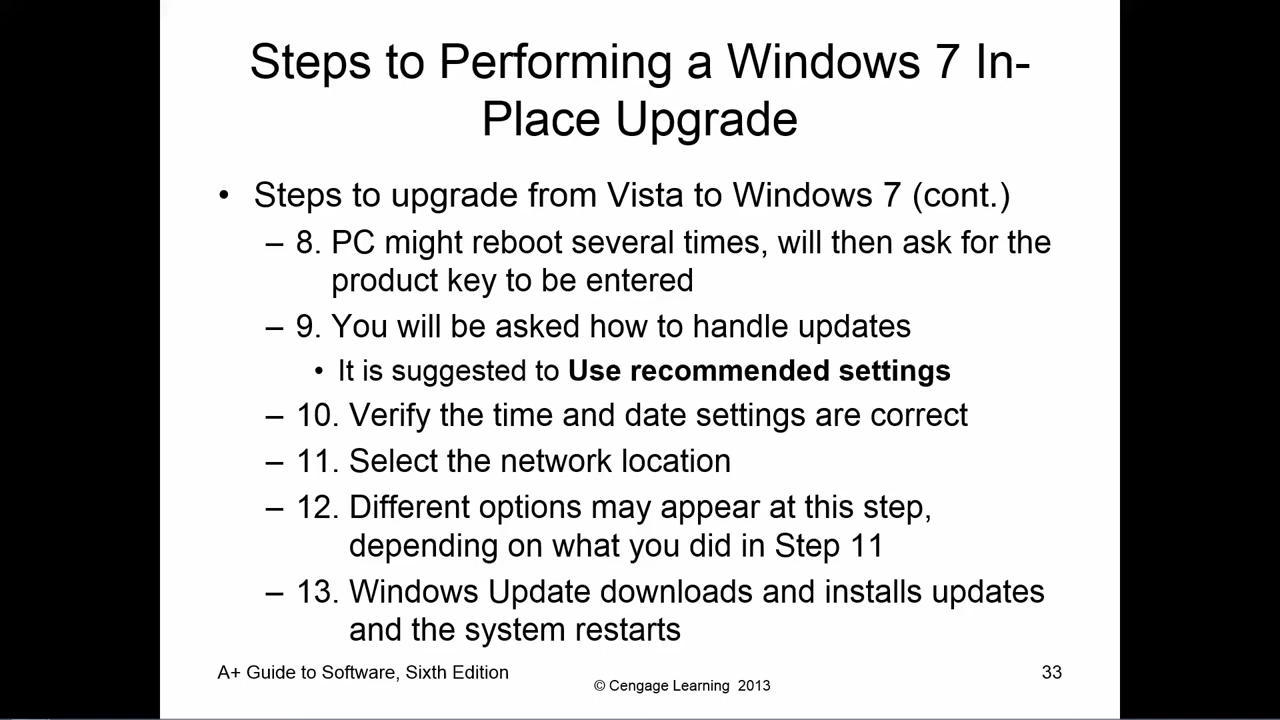 Steps to Performing a Windows 7 In-
Place Upgrade
• Steps to upgrade from Vista to Windows 7 (cont.)
– 8. PC might reboot several times, will then ask for the
product key to be entered
– 9. You will be asked how to handle updates
• It is suggested to Use recommended settings
– 10. Verify the time and date settings are correct
– 11. Select the network location
– 12. Different options may appear at this step,
depending on what you did in Step 11
– 13. Windows Update downloads and installs updates
and the system restarts
A+ Guide to Software, Sixth Edition
© Cengage Learning 2013
33